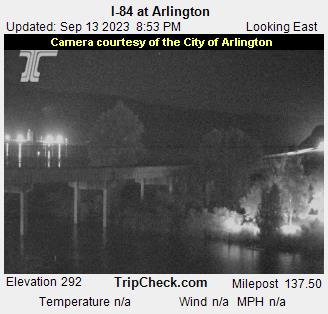 I-84 at Arlington
Updated: Sep 13 2023 8:53 PM Looking East
Camera courtesy of the City of Arlington
Elevation 292 TripCheck.com Milepost 137.50
Temperature n/a Wind n/a MPH n/a